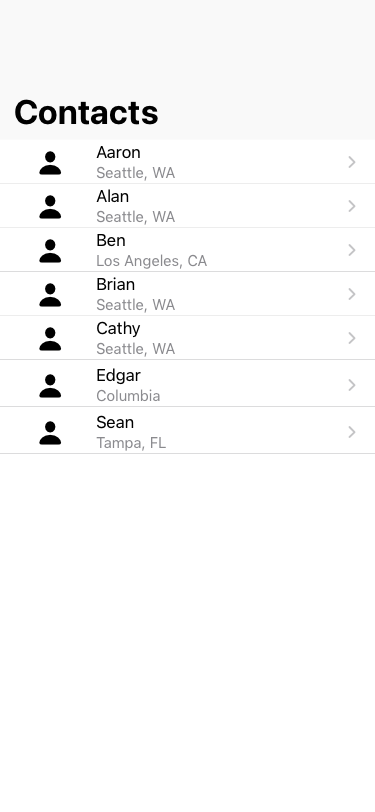 Contacts
Aaron
Seattle, WA
Alan
Seattle, WA
Ben
Los Angeles, CA
Brian
Seattle, WA
Cathy
Seattle, WA
Edgar
Columbia
Sean
Tampa, FL